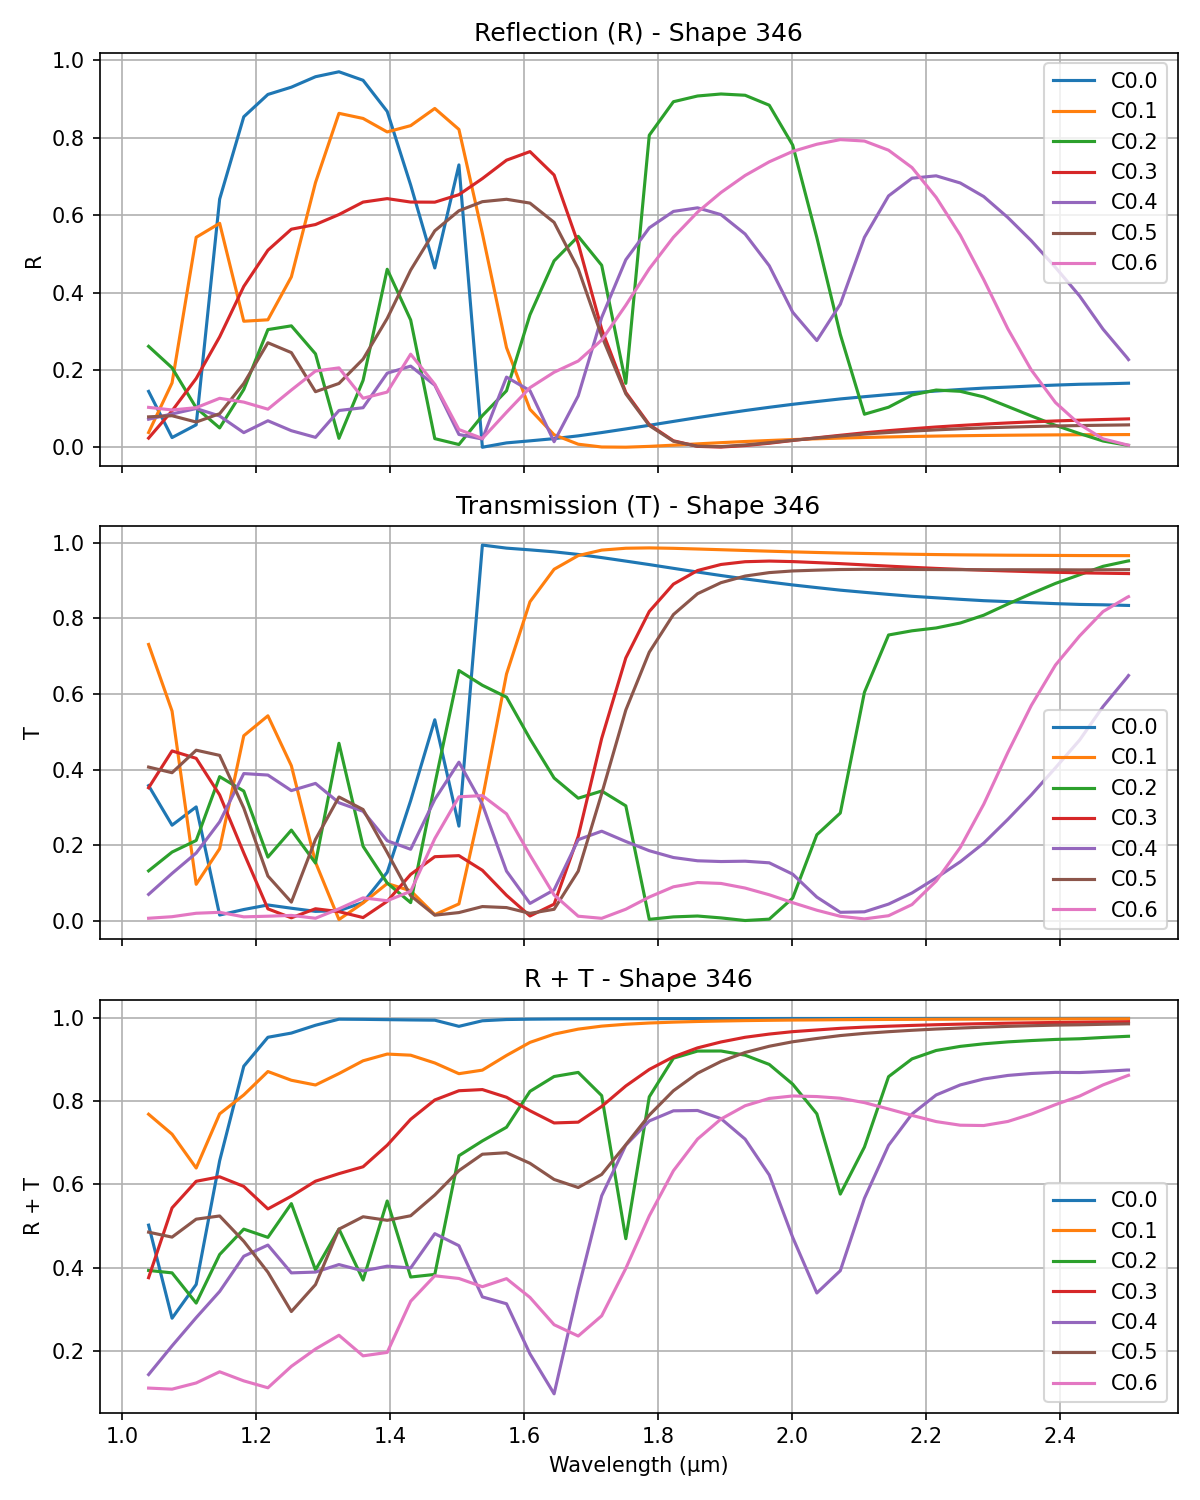 Reflection (R) - Shape 346
1.0
0.8
0.6
0.4
0.2
0.0
R
C0.0
C0.1
C0.2
C0.3
C0.4
C0.5
C0.6
Transmission (T) - Shape 346
1.0
0.8
0.6
0.4
0.2
0.0
T
C0.0
C0.1
C0.2
C0.3
C0.4
C0.5
C0.6
R + T - Shape 346
1.0
0.8
0.6
0.4
0.2
R + T
C0.0
C0.1
C0.2
C0.3
C0.4
C0.5
C0.6
1.0 1.2 1.4 1.6 1.8 2.0 2.2 2.4
Wavelength (μm)